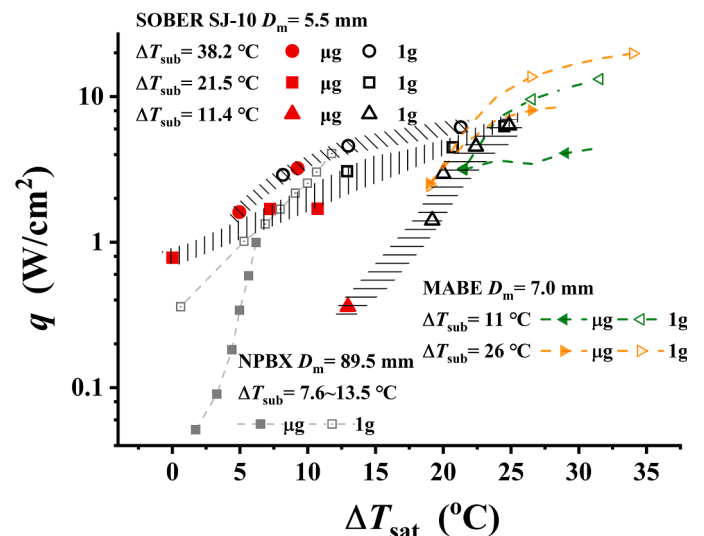 SOBER SJ-10 Dm = 5.5 mm
ΔTsub= 38.2 °C μg 1g
ΔTsub= 21.5 °C μg 1g
ΔTsub= 11.4 °C μg 1g
10
1
0.1
q (W/cm²)
MABE Dm = 7.0 mm
ΔTsub= 11 °C μg 1g
ΔTsub= 26 °C μg 1g
NPBX Dm= 89.5 mm
ΔTsub= 7.6~13.5 °C
μg 1g
0 5 10 15 20 25 30 35
ΔTsat (°C)